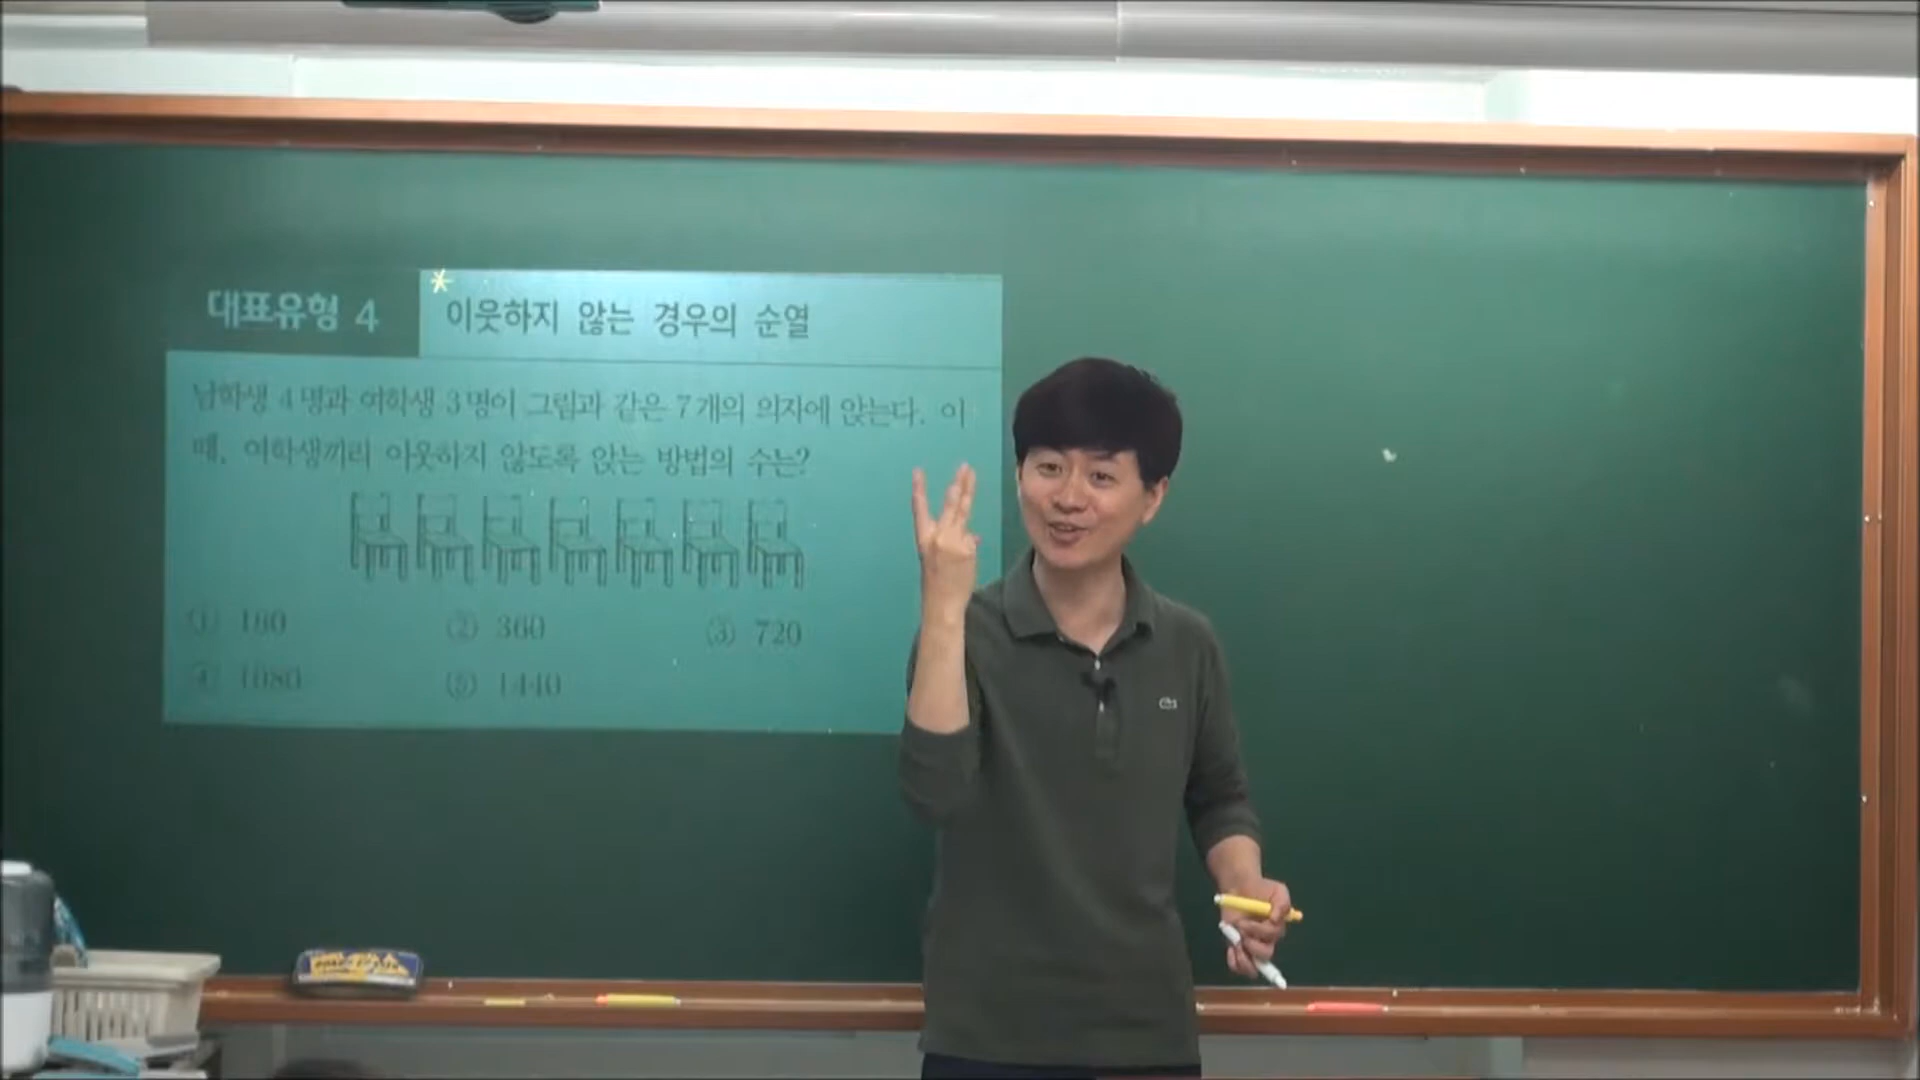 대표유형 4
이웃하지 않는 경우의 순열
남학생 4명과 여학생 3명이 그림과 같은 7개의 의자에 앉는다. 이
때, 여학생끼리 이웃하지 않도록 앉는 방법의 수는?
① 180 ② 360 ③ 720
④ 1080 ⑤ 1440